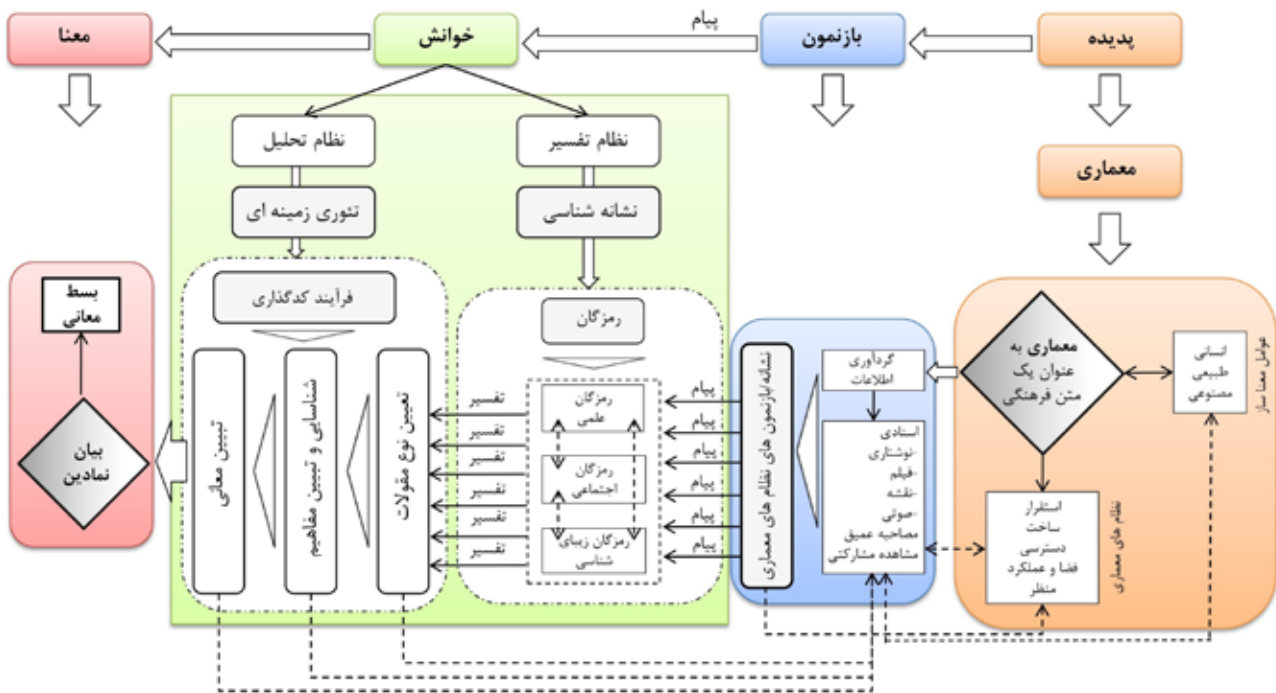 پیام
پدیده
بازنمون
خوانش
معنا
معماری
نظام تفسیر
نظام تحلیل
نشانه شناسی
تئوری زمینه ای
عوامل معنا ساز
انسانی
طبیعی
مصنوعی
معماری به
عنوان یک
متن فرهنگی
نظام های معماری
استقرار
ساخت
دسترسی
فضا و عملکرد
منظر
گردآوری
اطلاعات
اسنادی
-نوشتاری
-فیلم
-نقشه
-صوتی
مصاحبه عمیق
مشاهده مشارکتی
نشانه/بازنمون های نظام های معماری
پیام
پیام
پیام
پیام
پیام
پیام
رمزگان
رمزگان
علمی
رمزگان
اجتماعی
رمزگان زیبای
شناسی
تفسیر
تفسیر
تفسیر
تفسیر
تفسیر
تفسیر
فرآیند کدگذاری
تعیین نوع مقولات
شناسایی و تبیین مفاهیم
تبیین معانی
بسط
معانی
بیان
نمادین